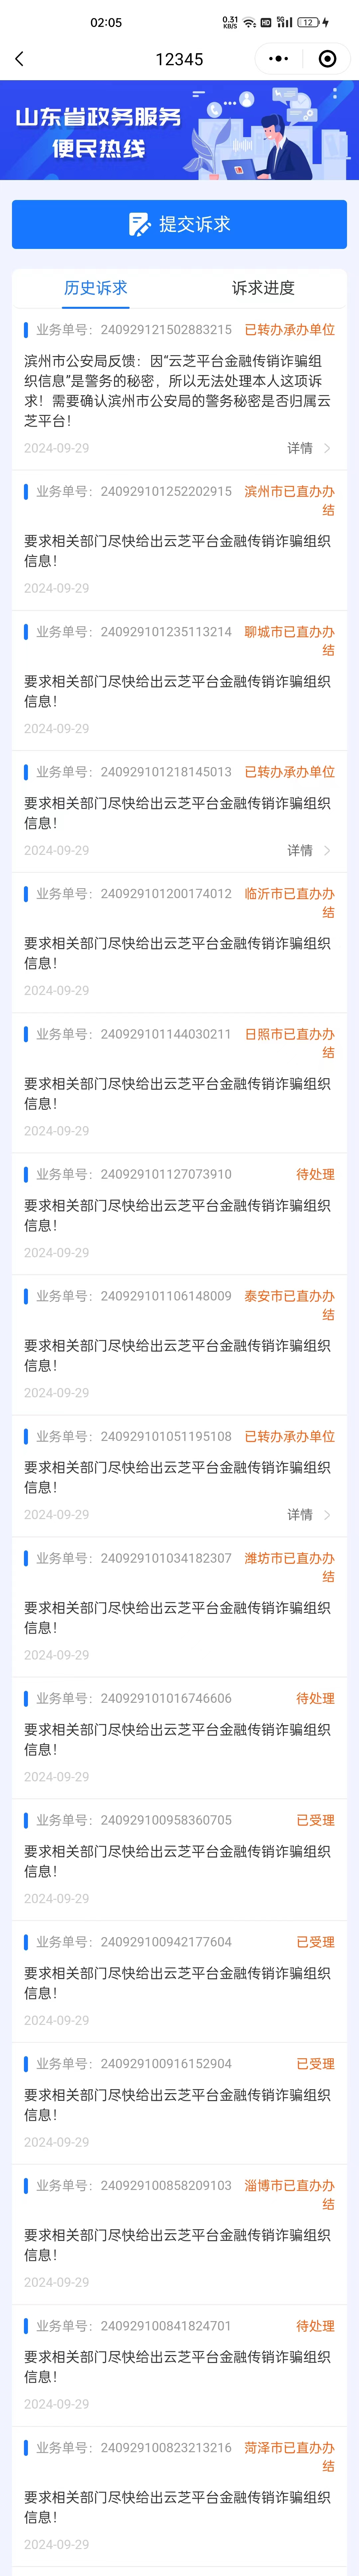 02:05
0.31
KB/S
HD
5G
12
12345
山东省政务服务
便民热线
提交诉求
历史诉求 诉求进度
业务单号：240929121502883215 已转办承办单位
滨州市公安局反馈：因“云芝平台金融传销诈骗组
织信息”是警务的秘密，所以无法处理本人这项诉
求！需要确认滨州市公安局的警务秘密是否归属云
芝平台！
2024-09-29 详情
业务单号：240929101252202915 滨州市已直办办
结
要求相关部门尽快给出云芝平台金融传销诈骗组织
信息！
2024-09-29
业务单号：240929101235113214 聊城市已直办办
结
要求相关部门尽快给出云芝平台金融传销诈骗组织
信息！
2024-09-29
业务单号：240929101218145013 已转办承办单位
要求相关部门尽快给出云芝平台金融传销诈骗组织
信息！
2024-09-29 详情
业务单号：240929101200174012 临沂市已直办办
结
要求相关部门尽快给出云芝平台金融传销诈骗组织
信息！
2024-09-29
业务单号：240929101144030211 日照市已直办办
结
要求相关部门尽快给出云芝平台金融传销诈骗组织
信息！
2024-09-29
业务单号：240929101127073910 待处理
要求相关部门尽快给出云芝平台金融传销诈骗组织
信息！
2024-09-29
业务单号：240929101106148009 泰安市已直办办
结
要求相关部门尽快给出云芝平台金融传销诈骗组织
信息！
2024-09-29
业务单号：240929101051195108 已转办承办单位
要求相关部门尽快给出云芝平台金融传销诈骗组织
信息！
2024-09-29 详情
业务单号：240929101034182307 潍坊市已直办办
结
要求相关部门尽快给出云芝平台金融传销诈骗组织
信息！
2024-09-29
业务单号：240929101016746606 待处理
要求相关部门尽快给出云芝平台金融传销诈骗组织
信息！
2024-09-29
业务单号：240929100958360705 已受理
要求相关部门尽快给出云芝平台金融传销诈骗组织
信息！
2024-09-29
业务单号：240929100942177604 已受理
要求相关部门尽快给出云芝平台金融传销诈骗组织
信息！
2024-09-29
业务单号：240929100916152904 已受理
要求相关部门尽快给出云芝平台金融传销诈骗组织
信息！
2024-09-29
业务单号：240929100858209103 淄博市已直办办
结
要求相关部门尽快给出云芝平台金融传销诈骗组织
信息！
2024-09-29
业务单号：240929100841824701 待处理
要求相关部门尽快给出云芝平台金融传销诈骗组织
信息！
2024-09-29
业务单号：240929100823213216 菏泽市已直办办
结
要求相关部门尽快给出云芝平台金融传销诈骗组织
信息！
2024-09-29